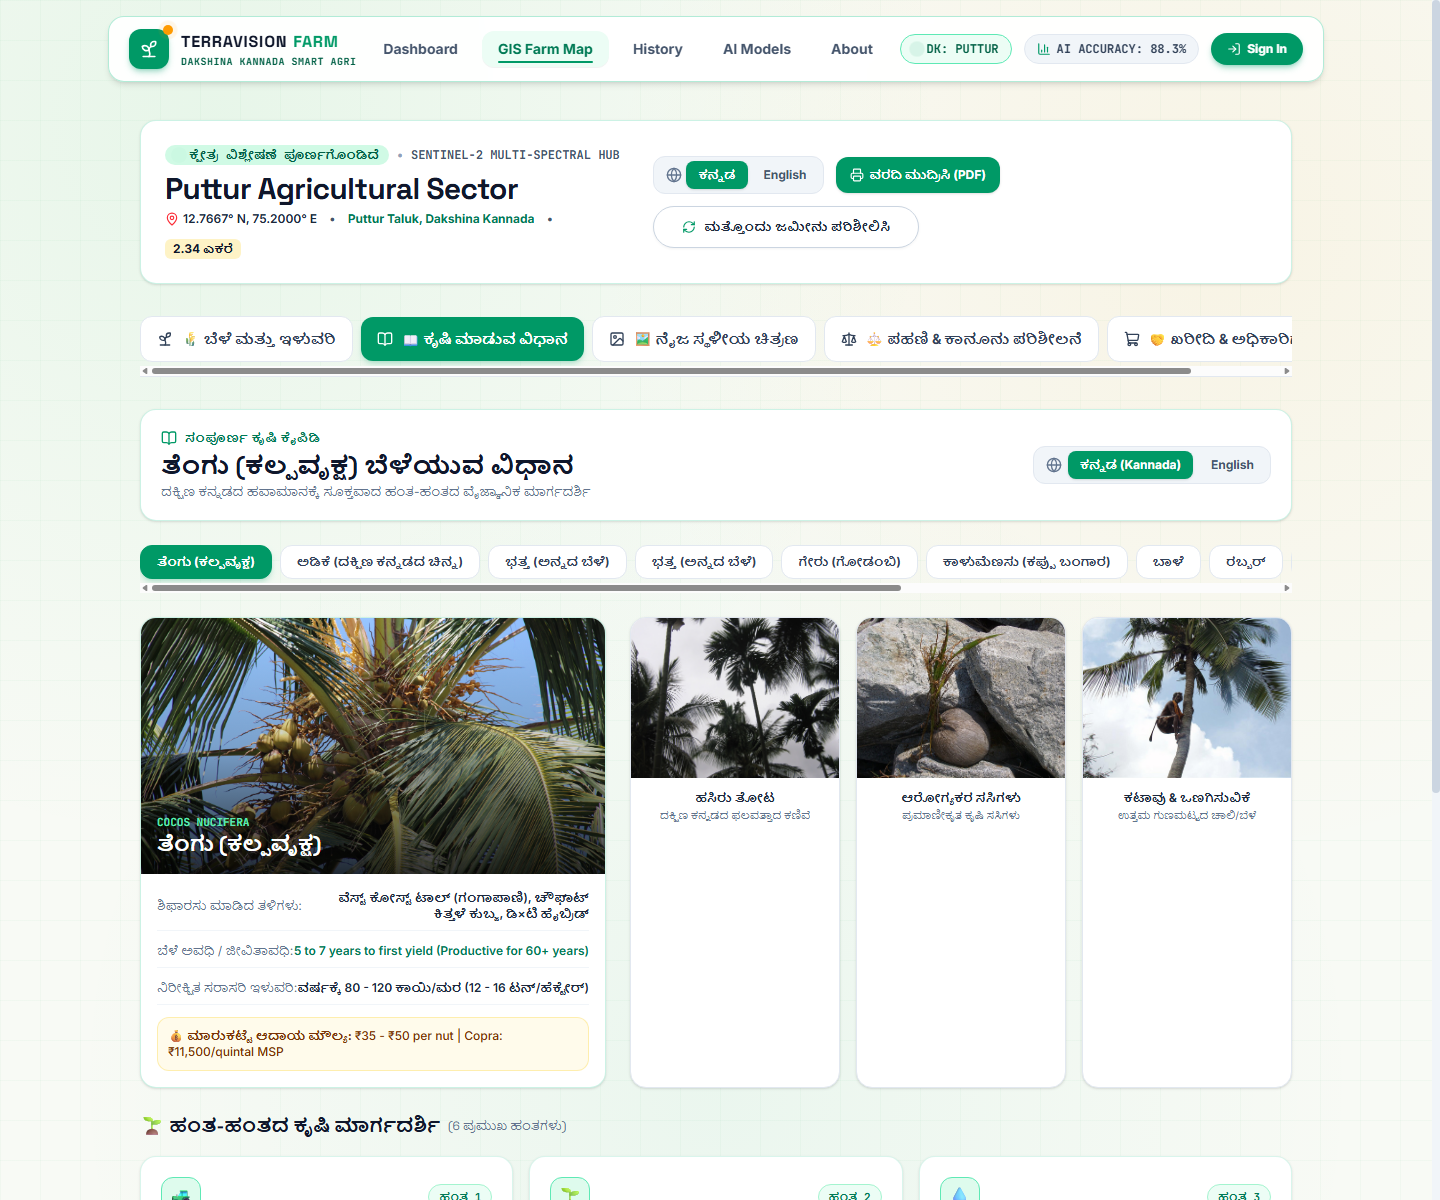 TERRAVISION FARM
DAKSHINA KANNADA SMART AGRI
Dashboard
GIS Farm Map
History
AI Models
About
DK: PUTTUR
AI ACCURACY: 88.3%
Sign In
ಕ್ಷೇತ್ರ ವಿಶ್ಲೇಷಣೆ ಪೂರ್ಣಗೊಂಡಿದೆ • SENTINEL-2 MULTI-SPECTRAL HUB
Puttur Agricultural Sector
12.7667° N, 75.2000° E • Puttur Taluk, Dakshina Kannada •
2.34 ಎಕರೆ
ಕನ್ನಡ
English
ವರದಿ ಮುದ್ರಿಸಿ (PDF)
ಮತ್ತೊಂದು ಜಮೀನು ಪರಿಶೀಲಿಸಿ
ಬೆಳೆ ಮತ್ತು ಇಳುವರಿ
ಕೃಷಿ ಮಾಡುವ ವಿಧಾನ
ನೈಜ ಸ್ಥಳೀಯ ಚಿತ್ರಣ
ಪಹಣಿ & ಕಾನೂನು ಪರಿಶೀಲನೆ
ಖರೀದಿ &
ಸಂಪೂರ್ಣ ಕೃಷಿ ಕೈಪಿಡಿ
ತೆಂಗು (ಕಲ್ಪವೃಕ್ಷ) ಬೆಳೆಯುವ ವಿಧಾನ
ದಕ್ಷಿಣ ಕನ್ನಡದ ಹವಾಮಾನಕ್ಕೆ ಸೂಕ್ತವಾದ ಹಂತ-ಹಂತದ ವೈಜ್ಞಾನಿಕ ಮಾರ್ಗದರ್ಶಿ
ಕನ್ನಡ (Kannada)
English
ತೆಂಗು (ಕಲ್ಪವೃಕ್ಷ)
ಅಡಿಕೆ (ದಕ್ಷಿಣ ಕನ್ನಡದ ಚಿನ್ನ)
ಭತ್ತ (ಅನ್ನದ ಬೆಳೆ)
ಭತ್ತ (ಅನ್ನದ ಬೆಳೆ)
ಗೇರು (ಗೋಡಂಬಿ)
ಕಾಳುಮೆಣಸು (ಕಪ್ಪು ಬಂಗಾರ)
ಬಾಳೆ
ರಬ್ಬರ್
COCOS NUCIFERA
ತೆಂಗು (ಕಲ್ಪವೃಕ್ಷ)
ಶಿಫಾರಸು ಮಾಡಿದ ತಳಿಗಳು:
ವೆಸ್ಟ್ ಕೋಸ್ಟ್ ಟಾಲ್ (ಗಂಗಾಪಾಣಿ), ಚೌಘಾಟ್
ಕಿತ್ತಳೆ ಕುಬ್ಜ, ಡಿ×ಟಿ ಹೈಬ್ರಿಡ್
ಬೆಳೆ ಅವಧಿ / ಜೀವಿತಾವಧಿ: 5 to 7 years to first yield (Productive for 60+ years)
ನಿರೀಕ್ಷಿತ ಸರಾಸರಿ ಇಳುವರಿ: ವರ್ಷಕ್ಕೆ 80 - 120 ಕಾಯಿ/ಮರ (12 - 16 ಟನ್/ಹೆಕ್ಟೇರ್)
ಮಾರುಕಟ್ಟೆ ಆದಾಯ ಮೌಲ್ಯ: ₹35 - ₹50 per nut | Copra:
₹11,500/quintal MSP
ಹಸಿರು ತೋಟ
ದಕ್ಷಿಣ ಕನ್ನಡದ ಫಲವತ್ತಾದ ಕಣಿವೆ
ಆರೋಗ್ಯಕರ ಸಸಿಗಳು
ಪ್ರಮಾಣೀಕೃತ ಕೃಷಿ ಸಸಿಗಳು
ಕಟಾವು & ಒಣಗಿಸುವಿಕೆ
ಉತ್ತಮ ಗುಣಮಟ್ಟದ ಚಾಲಿ/ಬೆಳೆ
ಹಂತ-ಹಂತದ ಕೃಷಿ ಮಾರ್ಗದರ್ಶಿ (6 ಪ್ರಮುಖ ಹಂತಗಳು)
ಹಂತ 1
ಹಂತ 2
ಹಂತ 3